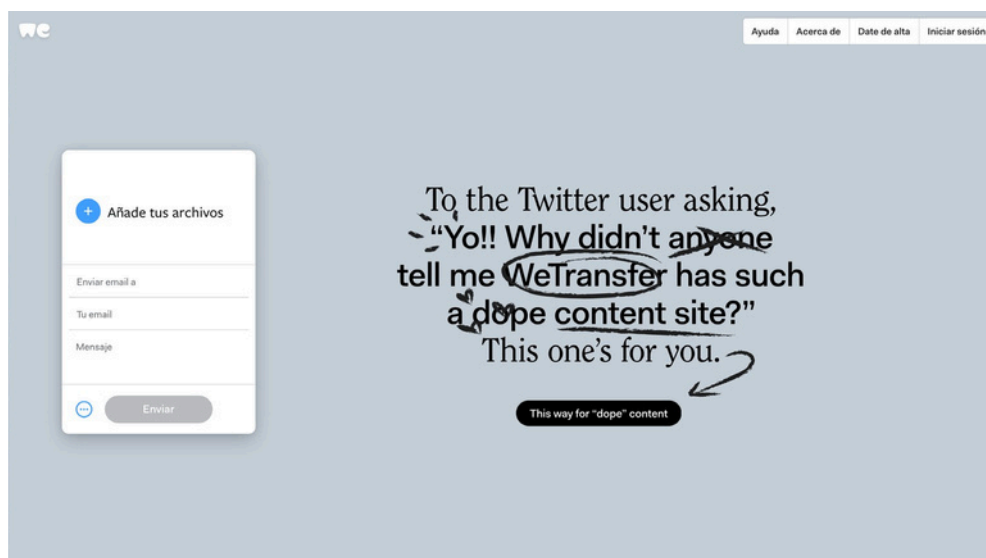 we
Ayuda Acerca de Date de alta Iniciar sesión
Añade tus archivos
Enviar email a
Tu email
Mensaje
Enviar
To the Twitter user asking,
“Yo!! Why didn’t anyone
tell me WeTransfer has such
a dope content site?”
This one’s for you.
This way for “dope” content